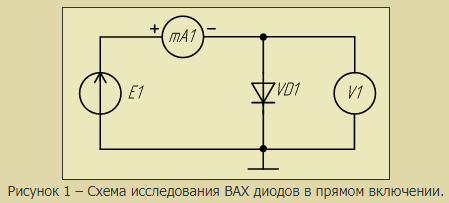 + mA1 −
E1
VD1
V1
Рисунок 1 – Схема исследования ВАХ диодов в прямом включении.